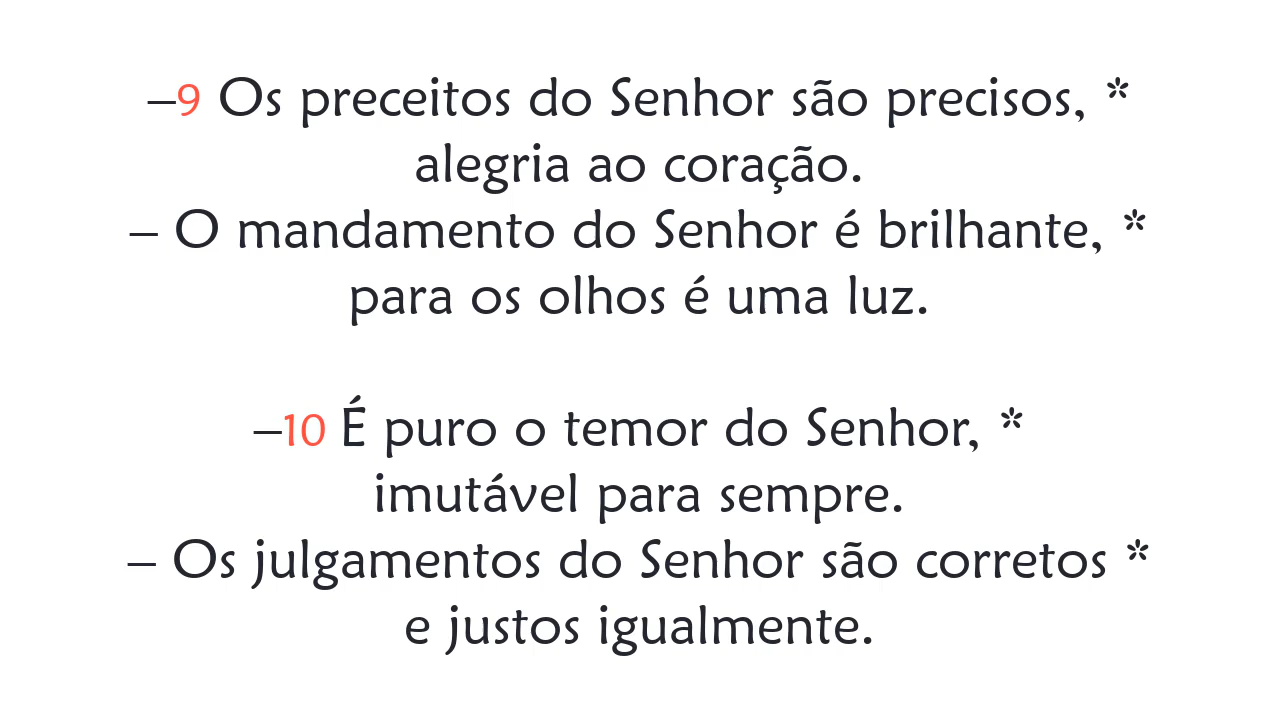 –9 Os preceitos do Senhor são precisos, *
alegria ao coração.
– O mandamento do Senhor é brilhante, *
para os olhos é uma luz.
–10 É puro o temor do Senhor, *
imutável para sempre.
– Os julgamentos do Senhor são corretos *
e justos igualmente.